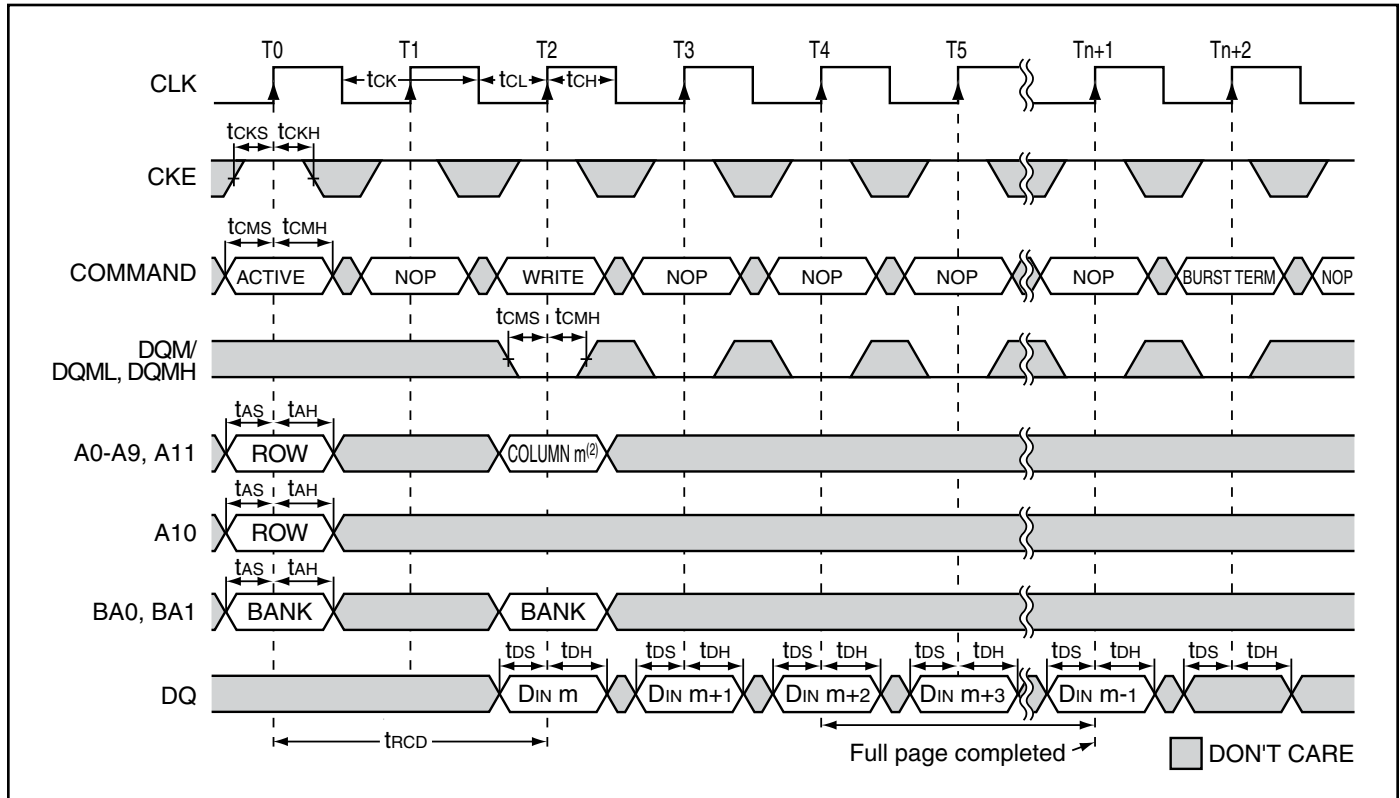 T0 T1 T2 T3 T4 T5 Tn+1 Tn+2
CLK tCK tCL tCH
tCKS tCKH
CKE
tCMS tCMH
COMMAND ACTIVE NOP WRITE NOP NOP NOP NOP BURST TERM NOP
tCMS tCMH
DQM/
DQML, DQMH
tAS tAH
A0-A9, A11 ROW COLUMN m(2)
tAS tAH
A10 ROW
tAS tAH
BA0, BA1 BANK BANK
tDS tDH tDS tDH tDS tDH tDS tDH tDS tDH tDS tDH
DQ DIN m DIN m+1 DIN m+2 DIN m+3 DIN m-1
tRCD
Full page completed
DON'T CARE